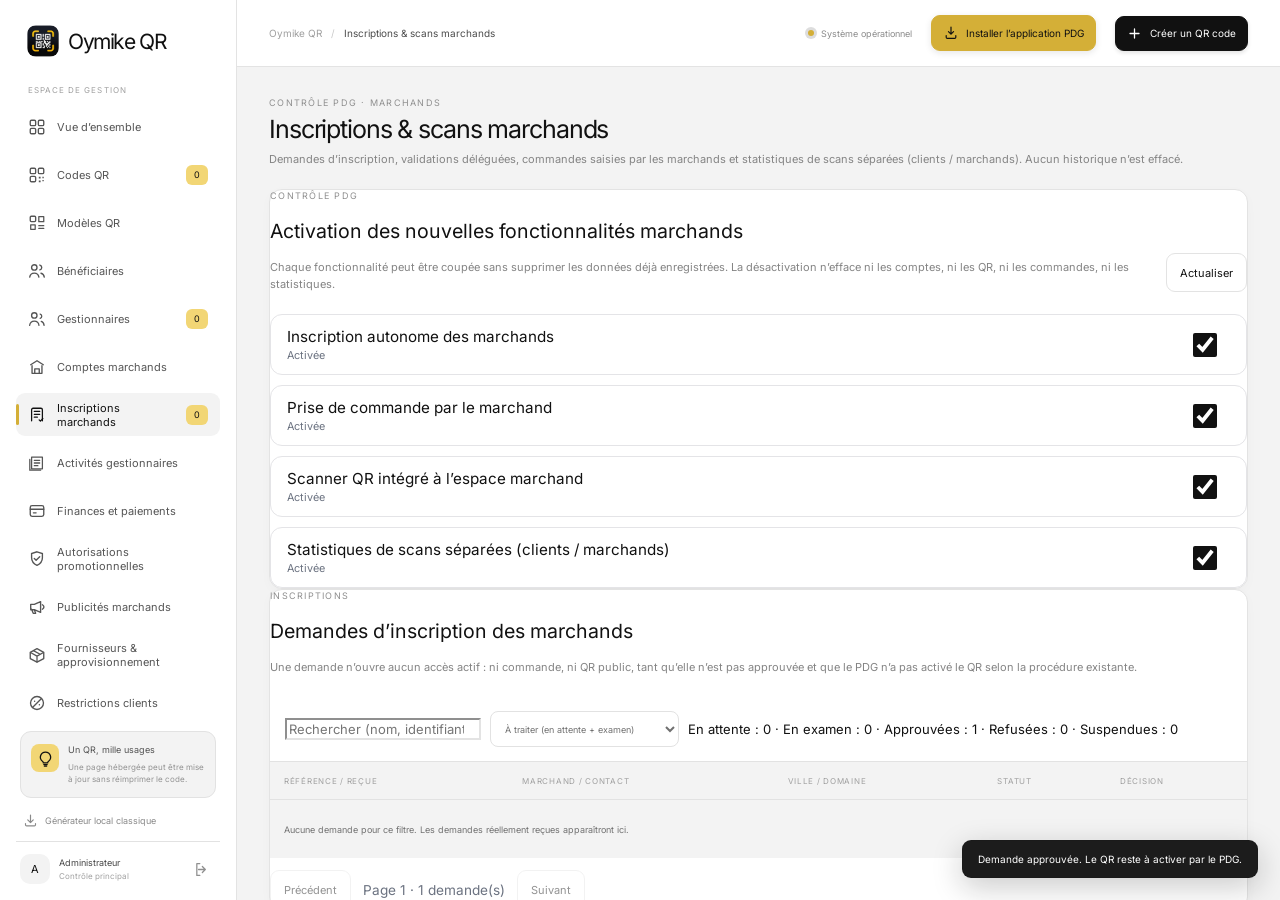 Oymike QR
ESPACE DE GESTION
Vue d’ensemble
Codes QR
0
Modèles QR
Bénéficiaires
Gestionnaires
0
Comptes marchands
Inscriptions
marchands
0
Activités gestionnaires
Finances et paiements
Autorisations
promotionnelles
Publicités marchands
Fournisseurs &
approvisionnement
Restrictions clients
Un QR, mille usages
Une page hébergée peut être mise
à jour sans réimprimer le code.
Générateur local classique
A
Administrateur
Contrôle principal
Oymike QR / Inscriptions & scans marchands
Système opérationnel
Installer l’application PDG
Créer un QR code
CONTRÔLE PDG · MARCHANDS
Inscriptions & scans marchands
Demandes d’inscription, validations déléguées, commandes saisies par les marchands et statistiques de scans séparées (clients / marchands). Aucun historique n’est effacé.
CONTRÔLE PDG
Activation des nouvelles fonctionnalités marchands
Chaque fonctionnalité peut être coupée sans supprimer les données déjà enregistrées. La désactivation n’efface ni les comptes, ni les QR, ni les commandes, ni les
statistiques.
Actualiser
Inscription autonome des marchands
Activée
Prise de commande par le marchand
Activée
Scanner QR intégré à l’espace marchand
Activée
Statistiques de scans séparées (clients / marchands)
Activée
INSCRIPTIONS
Demandes d’inscription des marchands
Une demande n’ouvre aucun accès actif : ni commande, ni QR public, tant qu’elle n’est pas approuvée et que le PDG n’a pas activé le QR selon la procédure existante.
Rechercher (nom, identifiant
À traiter (en attente + examen)
En attente : 0 · En examen : 0 · Approuvées : 1 · Refusées : 0 · Suspendues : 0
RÉFÉRENCE / REÇUE
MARCHAND / CONTACT
VILLE / DOMAINE
STATUT
DÉCISION
Aucune demande pour ce filtre. Les demandes réellement reçues apparaîtront ici.
Précédent
Page 1 · 1 demande(s)
Suivant
Demande approuvée. Le QR reste à activer par le PDG.